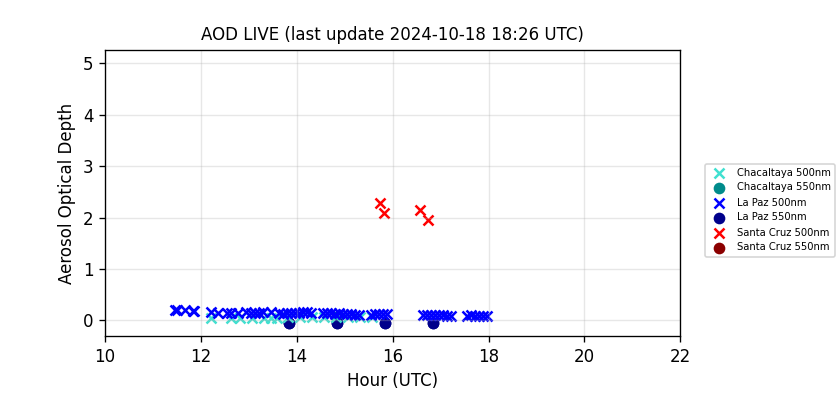 AOD LIVE (last update 2024-10-18 18:26 UTC)
5
4
3
2
1
0
Aerosol Optical Depth
10 12 14 16 18 20 22
Hour (UTC)
Chacaltaya 500nm
Chacaltaya 550nm
La Paz 500nm
La Paz 550nm
Santa Cruz 500nm
Santa Cruz 550nm